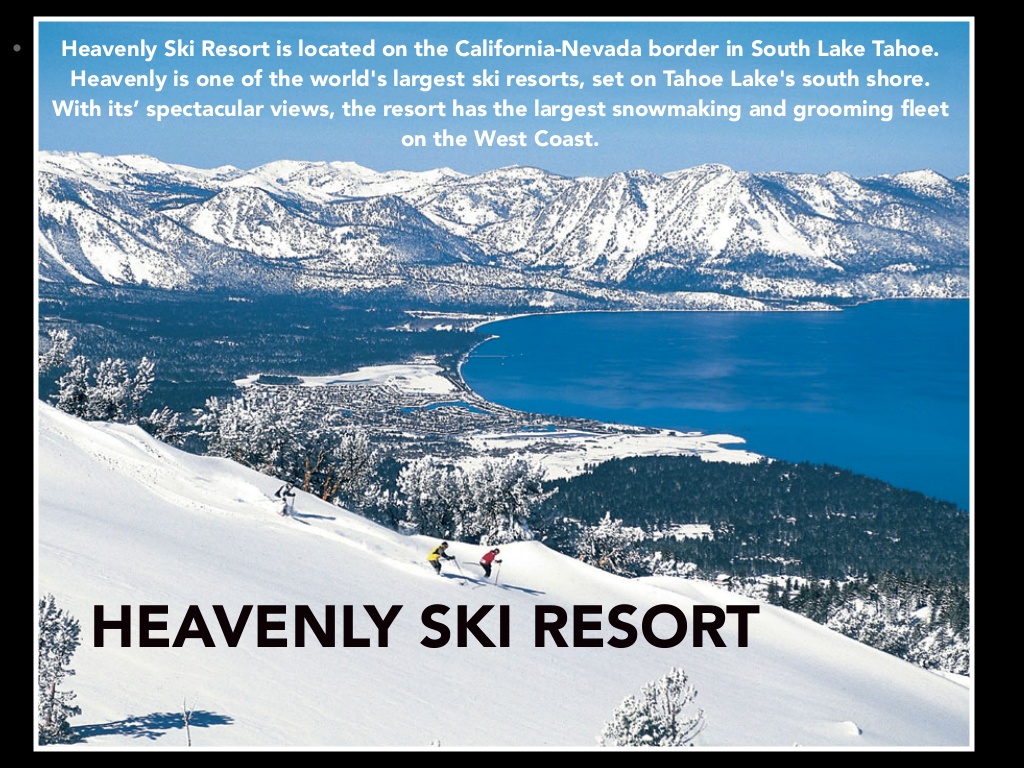 Heavenly Ski Resort is located on the California-Nevada border in South Lake Tahoe.
Heavenly is one of the world's largest ski resorts, set on Tahoe Lake's south shore.
With its’ spectacular views, the resort has the largest snowmaking and grooming fleet
on the West Coast.
HEAVENLY SKI RESORT